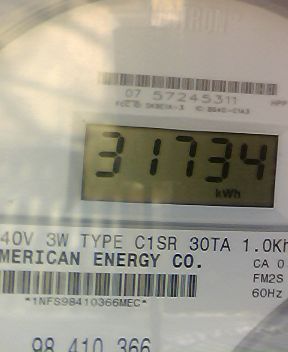 07 57245311
31734
kWh
40V 3W TYPE C1SR 30TA 1.0Kh
MERICAN ENERGY CO.
CA 0
FM2S
60Hz
*1NFS98410366MEC*
98 410 366